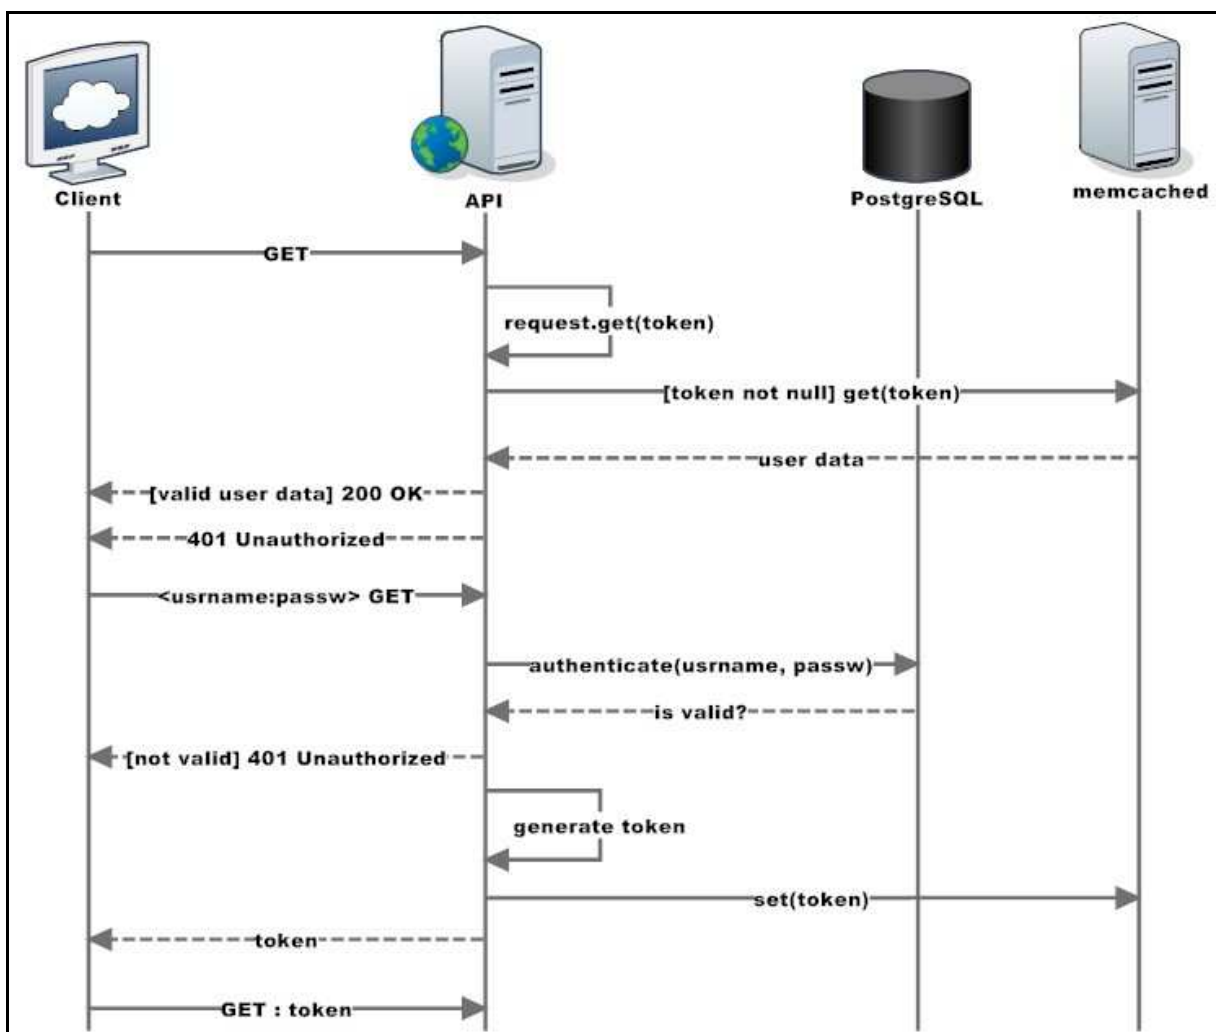 Client
API
PostgreSQL
memcached
GET
request.get(token)
[token not null] get(token)
user data
[valid user data] 200 OK
401 Unauthorized
<usrname:passw> GET
authenticate(usrname, passw)
is valid?
[not valid] 401 Unauthorized
generate token
set(token)
token
GET : token